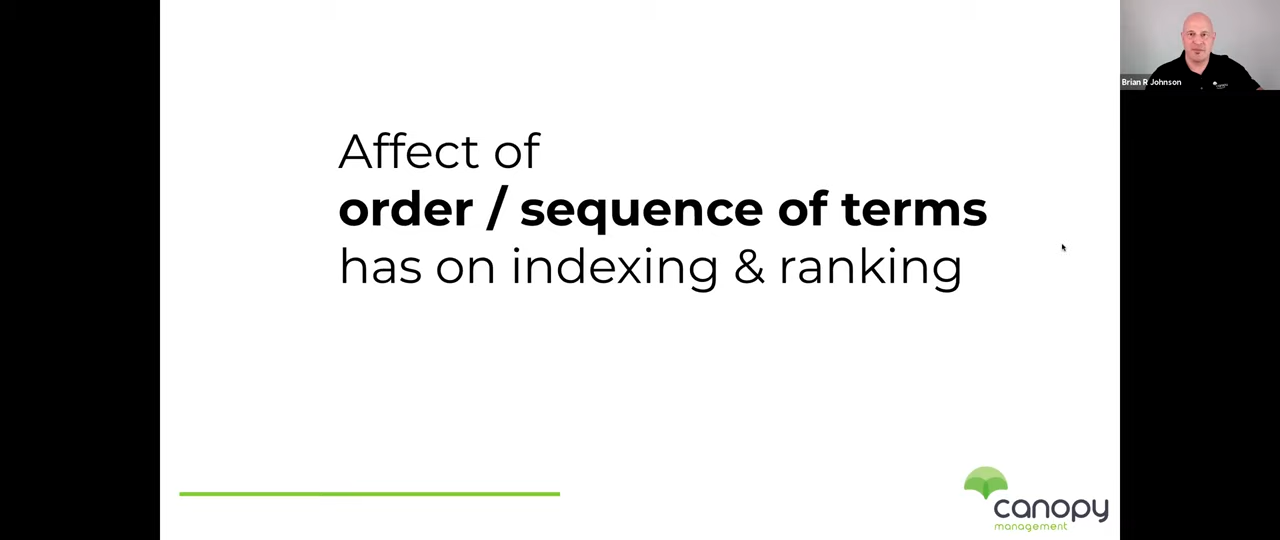 Brian R Johnson
Affect of
order / sequence of terms
has on indexing & ranking
canopy
management